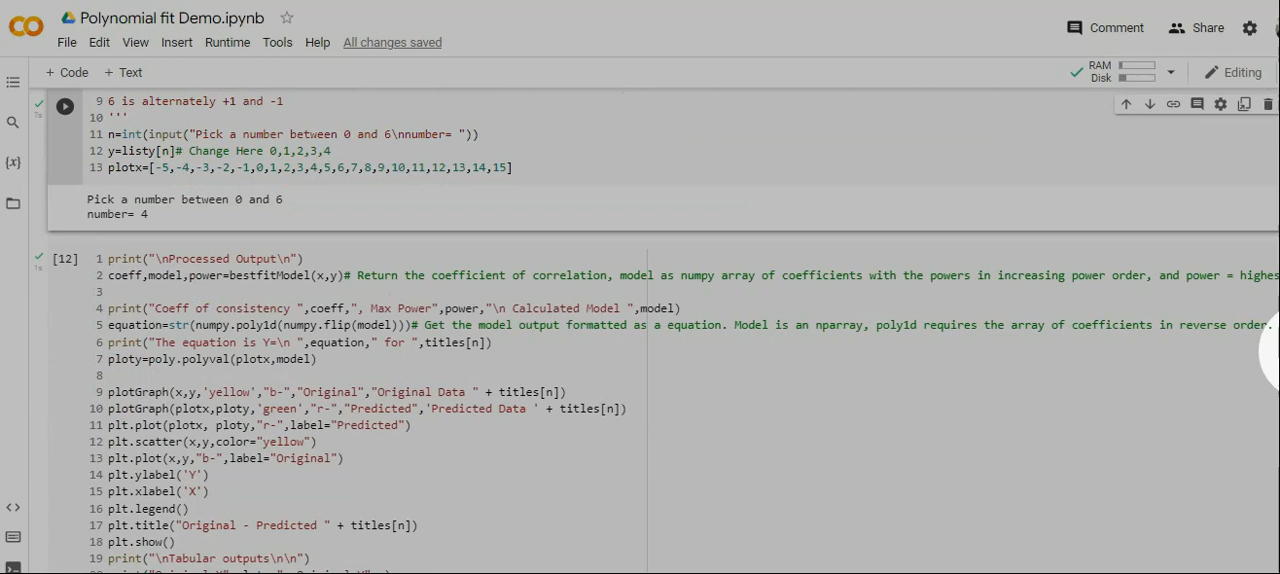 Polynomial fit Demo.ipynb
Comment Share
File Edit View Insert Runtime Tools Help All changes saved
+ Code + Text
RAM
Disk
Editing
9 6 is alternately +1 and -1
10 '''
11 n=int(input("Pick a number between 0 and 6\nnumber= "))
12 y=listy[n]# Change Here 0,1,2,3,4
13 plotx=[-5,-4,-3,-2,-1,0,1,2,3,4,5,6,7,8,9,10,11,12,13,14,15]
Pick a number between 0 and 6
number= 4
[12] 1 print("\nProcessed Output\n")
2 coeff,model,power=bestfitModel(x,y)# Return the coefficient of correlation, model as numpy array of coefficients with the powers in increasing power order, and power = highes
3
4 print("Coeff of consistency ",coeff,", Max Power",power,"\n Calculated Model ",model)
5 equation=str(numpy.poly1d(numpy.flip(model)))# Get the model output formatted as a equation. Model is an nparray, poly1d requires the array of coefficients in reverse order.
6 print("The equation is Y=\n ",equation," for ",titles[n])
7 ploty=poly.polyval(plotx,model)
8
9 plotGraph(x,y,'yellow',"b-","Original","Original Data " + titles[n])
10 plotGraph(plotx,ploty,'green',"r-","Predicted",'Predicted Data ' + titles[n])
11 plt.plot(plotx, ploty,"r-",label="Predicted")
12 plt.scatter(x,y,color="yellow")
13 plt.plot(x,y,"b-",label="Original")
14 plt.ylabel('Y')
15 plt.xlabel('X')
16 plt.legend()
17 plt.title("Original - Predicted " + titles[n])
18 plt.show()
19 print("\nTabular outputs\n\n")